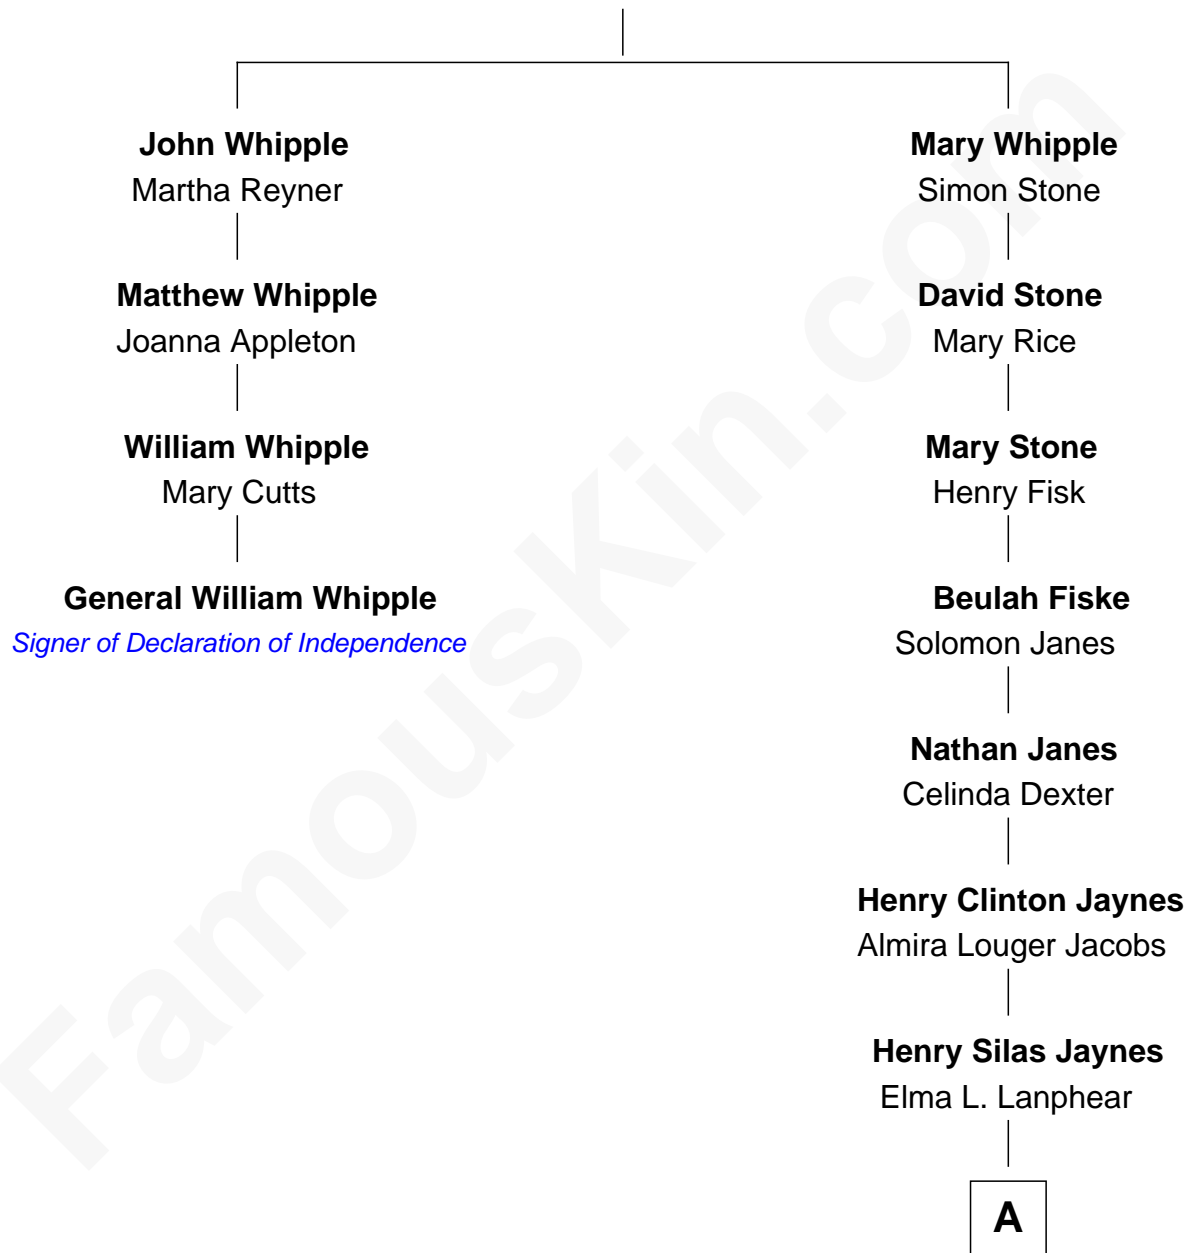 John Whipple
Martha Reyner
Matthew Whipple
Joanna Appleton
William Whipple
Mary Cutts
General William Whipple
Signer of Declaration of Independence
Mary Whipple
Simon Stone
David Stone
Mary Rice
Mary Stone
Henry Fisk
Beulah Fiske
Solomon Janes
Nathan Janes
Celinda Dexter
Henry Clinton Jaynes
Almira Louger Jacobs
Henry Silas Jaynes
Elma L. Lanphear
A
FamousKin.com